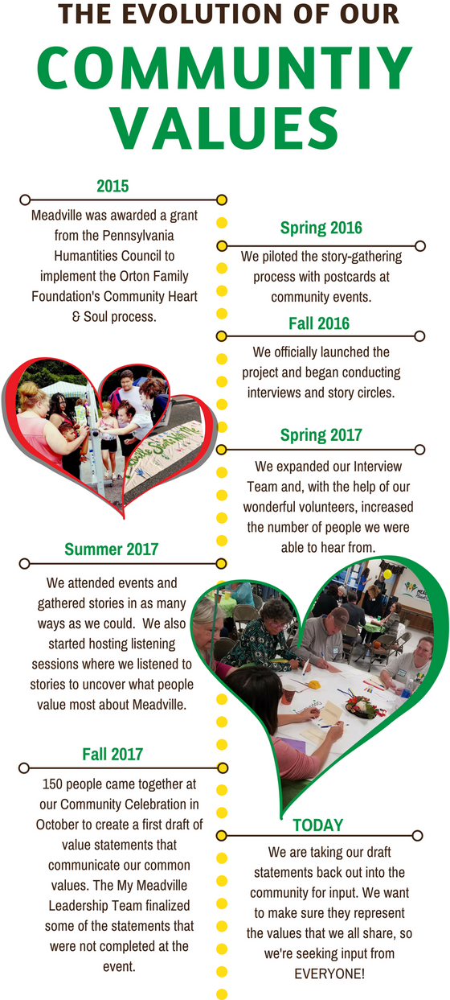 THE EVOLUTION OF OUR
COMMUNTIY
VALUES
2015
Meadville was awarded a grant
from the Pennsylvania
Humanities Council to
implement the Orton Family
Foundation's Community Heart
& Soul process.
Spring 2016
We piloted the story-gathering
process with postcards at
community events.
Fall 2016
We officially launched the
project and began conducting
interviews and story circles.
Spring 2017
We expanded our Interview
Team and, with the help of our
wonderful volunteers, increased
the number of people we were
able to hear from.
Summer 2017
We attended events and
gathered stories in as many
ways as we could.  We also
started hosting listening
sessions where we listened to
stories to uncover what people
value most about Meadville.
Fall 2017
150 people came together at
our Community Celebration in
October to create a first draft of
value statements that
communicate our common
values. The My Meadville
Leadership Team finalized
some of the statements that
were not completed at the
event.
TODAY
We are taking our draft
statements back out into the
community for input. We want
to make sure they represent
the values that we all share, so
we're seeking input from
EVERYONE!